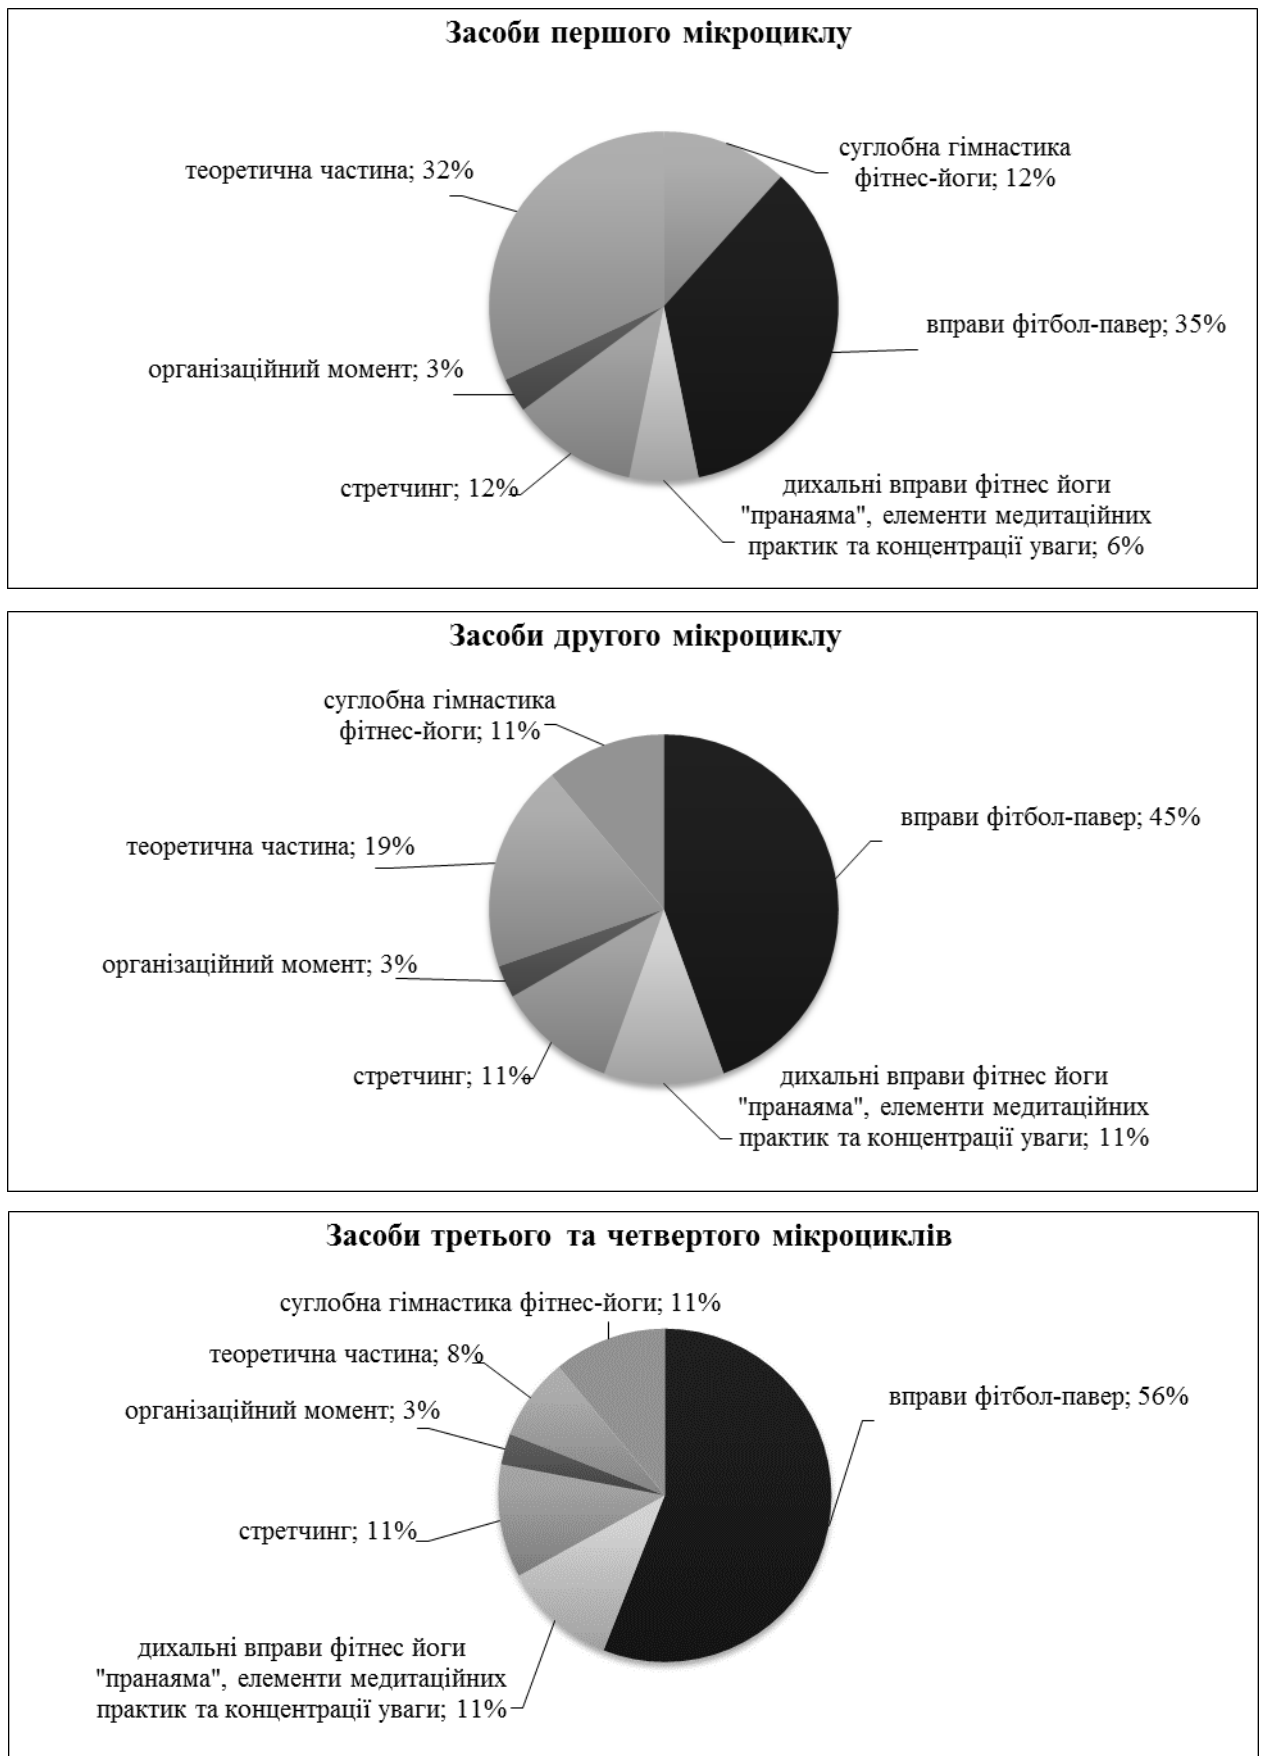 Засоби першого мікроциклу
теоретична частина; 32%
суглобна гімнастика
фітнес-йоги; 12%
вправи фітбол-павер; 35%
організаційний момент; 3%
стретчинг; 12%
дихальні вправи фітнес йоги
"пранаяма", елементи медитаційних
практик та концентрації уваги; 6%
Засоби другого мікроциклу
суглобна гімнастика
фітнес-йоги; 11%
вправи фітбол-павер; 45%
теоретична частина; 19%
організаційний момент; 3%
стретчинг; 11%
дихальні вправи фітнес йоги
"пранаяма", елементи медитаційних
практик та концентрації уваги; 11%
Засоби третього та четвертого мікроциклів
суглобна гімнастика фітнес-йоги; 11%
теоретична частина; 8%
вправи фітбол-павер; 56%
організаційний момент; 3%
стретчинг; 11%
дихальні вправи фітнес йоги
"пранаяма", елементи медитаційних
практик та концентрації уваги; 11%